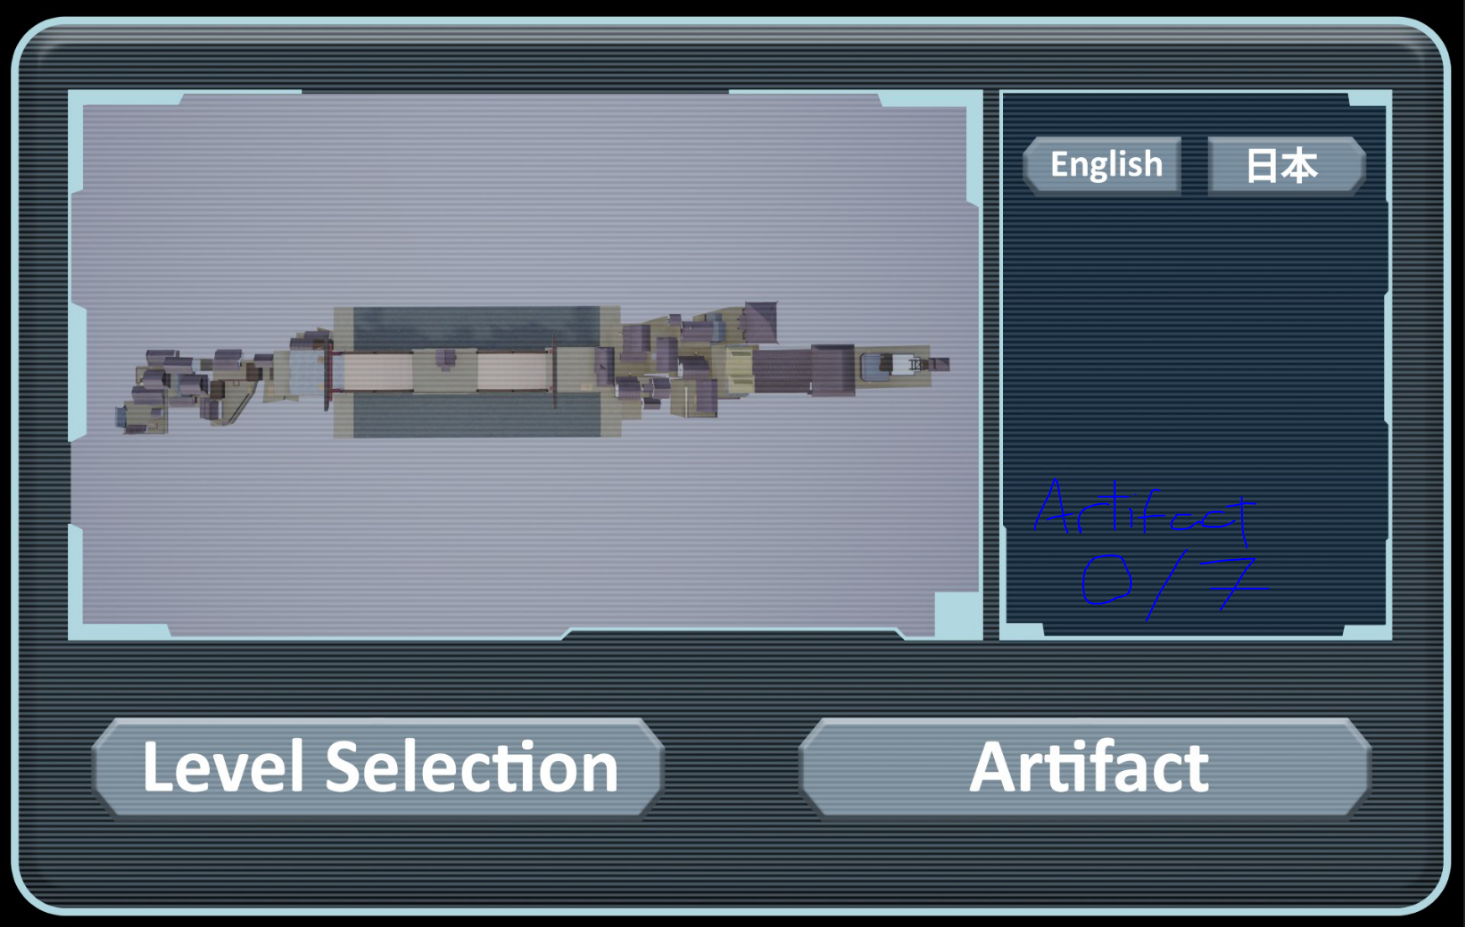 English
日本
Artifact
0/7
Level Selection
Artifact